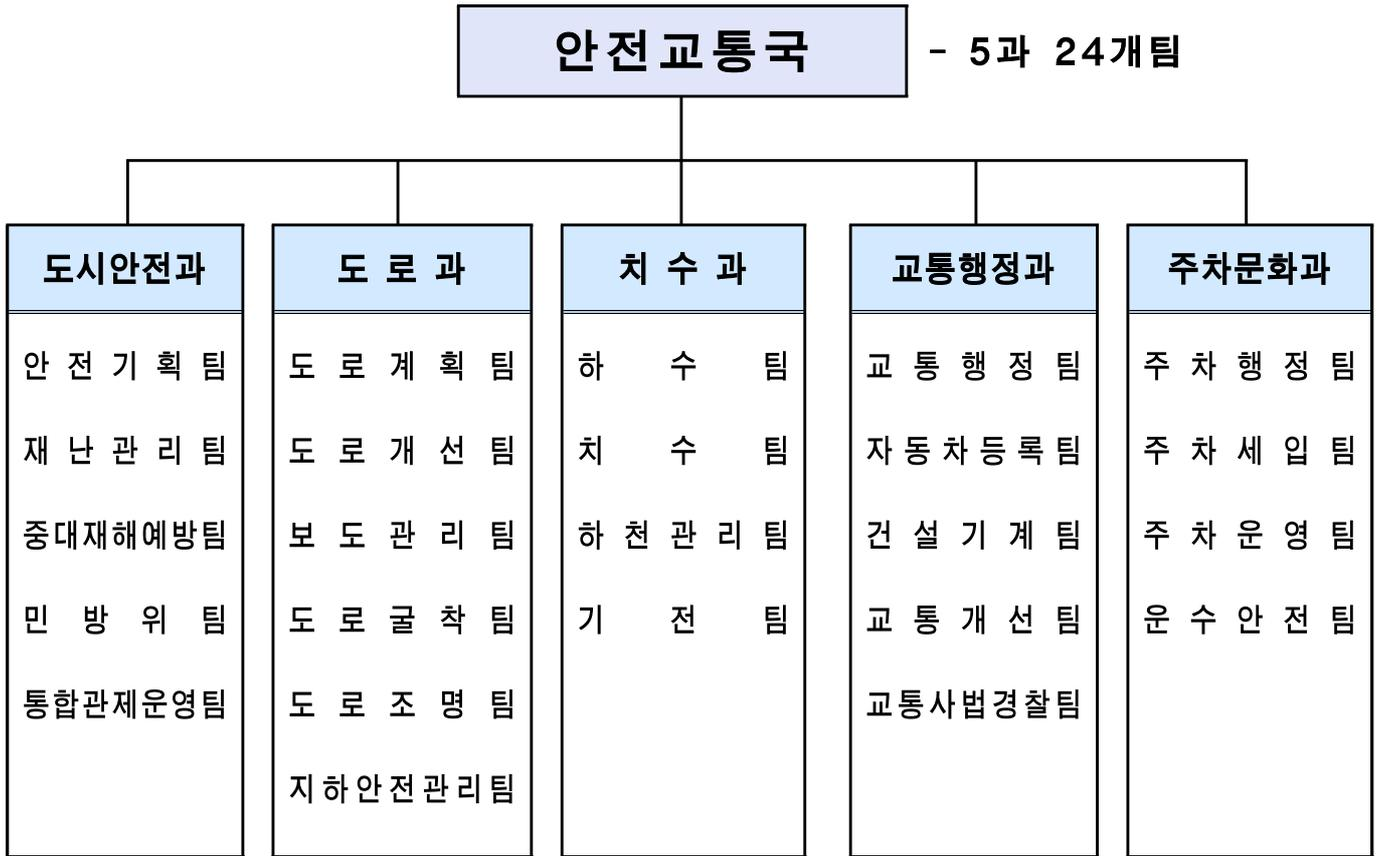 안전교통국 - 5과 24개팀
도시안전과
안전기획팀
재난관리팀
중대재해예방팀
민방위팀
통합관제운영팀
도로과
도로계획팀
도로개선팀
보도관리팀
도로굴착팀
도로조명팀
지하안전관리팀
치수과
하수팀
치수팀
하천관리팀
기전팀
교통행정과
교통행정팀
자동차등록팀
건설기계팀
교통개선팀
교통사법경찰팀
주차문화과
주차행정팀
주차세입팀
주차운영팀
운수안전팀